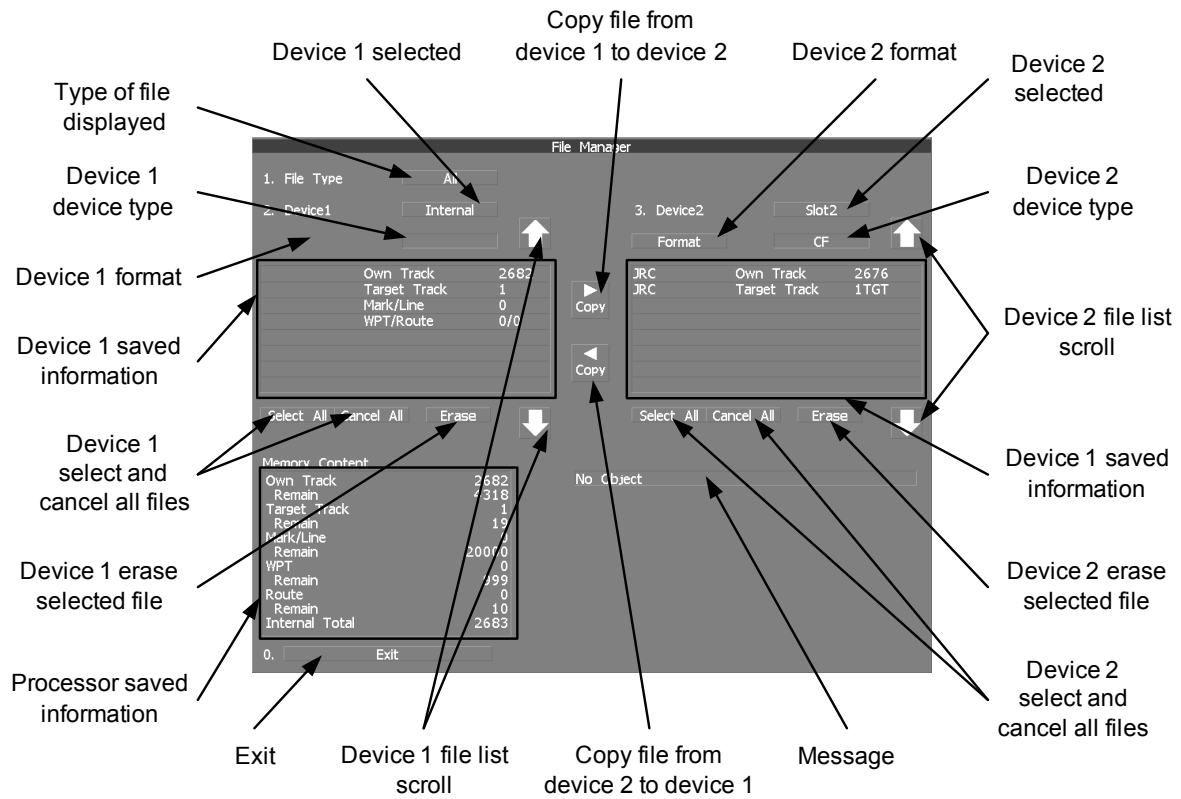 Copy file from
device 1 to device 2
Device 1 selected
Device 2 format
Device 2
selected
Type of file
displayed
Device 1
device type
Device 2
device type
Device 1 format
Device 1 saved
information
Device 2 file list
scroll
Device 1
select and
cancel all files
Device 1 saved
information
Device 1 erase
selected file
Device 2 erase
selected file
Processor saved
information
Device 2
select and
cancel all files
Exit
Device 1 file list
scroll
Copy file from
device 2 to device 1
Message
File Manager
1. File Type All
2. Device1 Internal
3. Device2 Slot2
Format CF
Own Track 2682
Target Track 1
Mark/Line 0
WPT/Route 0/0
Copy
Copy
JRC Own Track 2676
JRC Target Track 1TGT
Select All Cancel All Erase
Select All Cancel All Erase
Memory Content
Own Track 2682
Remain 4318
Target Track 1
Remain 19
Mark/Line 0
Remain 20000
WPT 0
Remain 999
Route 0
Remain 10
Internal Total 2683
No Object
0. Exit